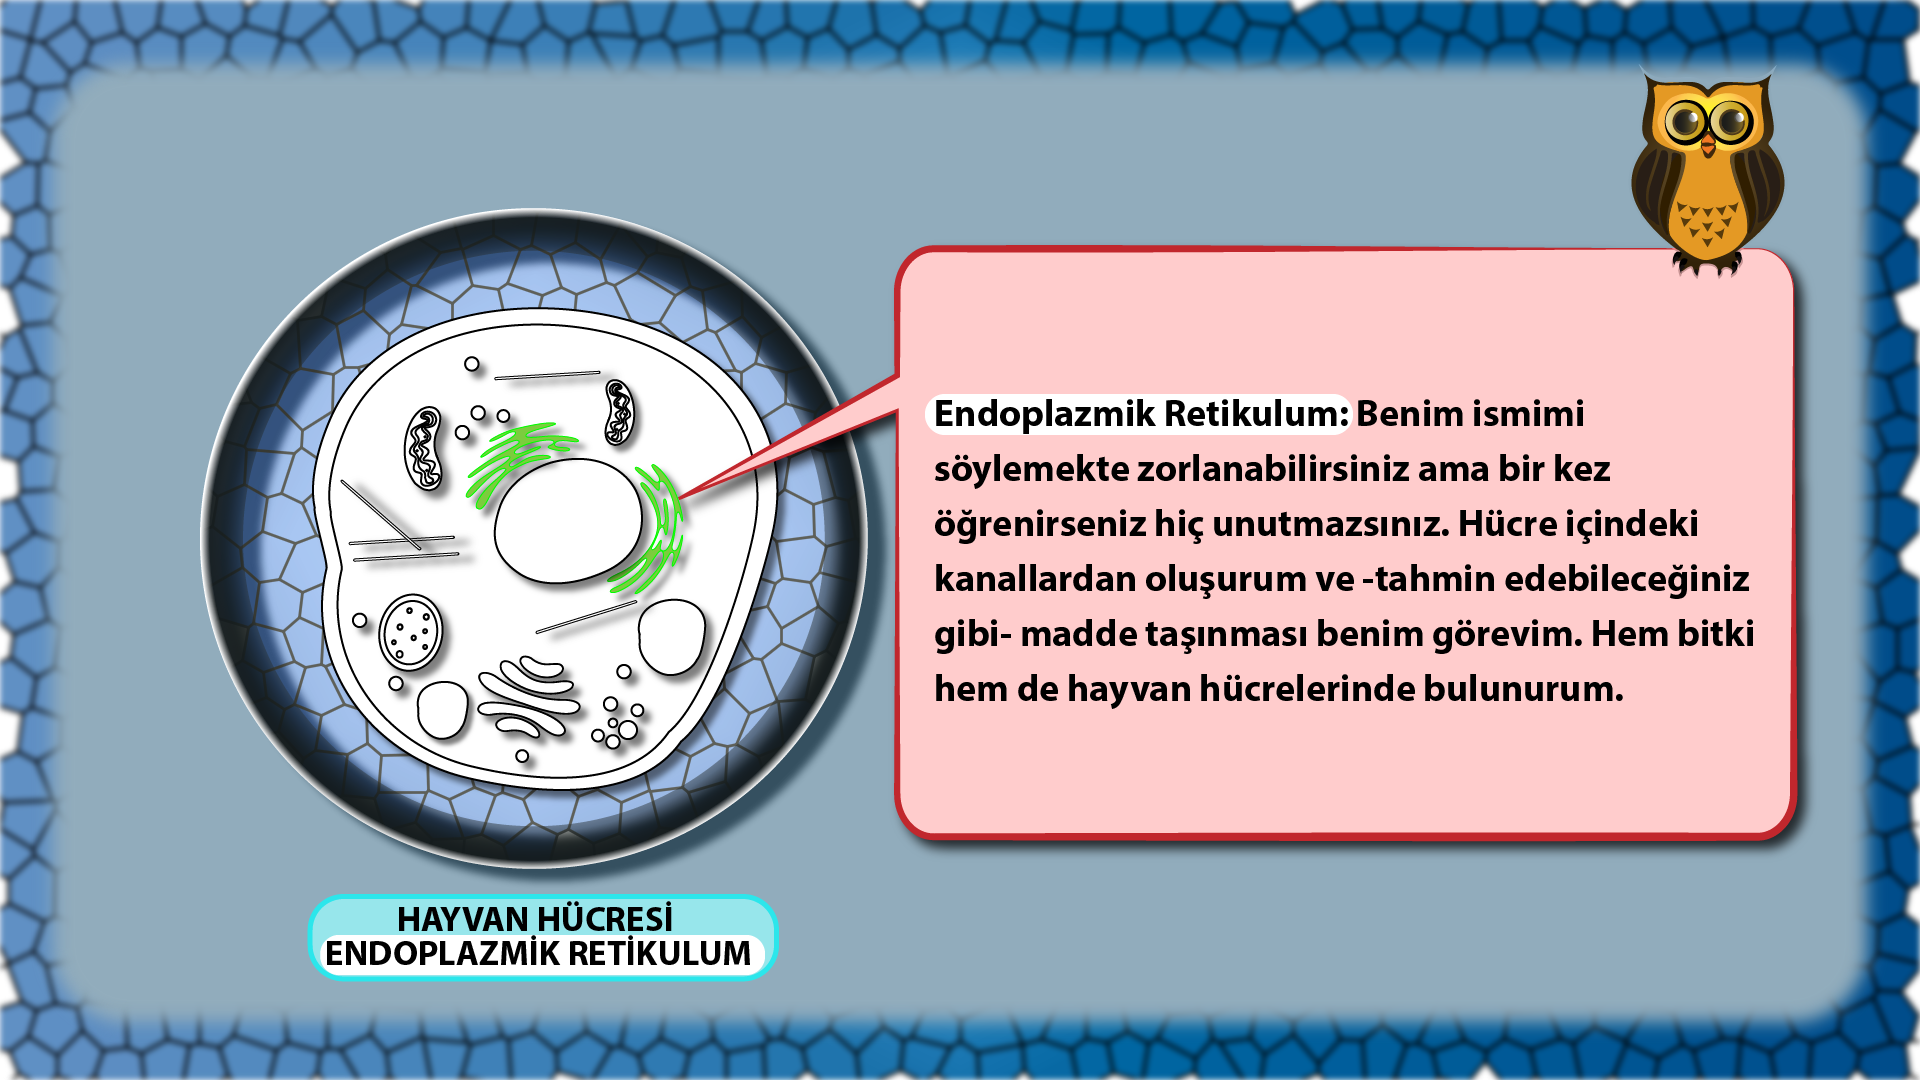 Endoplazmik Retikulum: Benim ismimi
söylemekte zorlanabilirsiniz ama bir kez
öğrenirseniz hiç unutmazsınız. Hücre içindeki
kanallardan oluşurum ve -tahmin edebileceğiniz
gibi- madde taşınması benim görevim. Hem bitki
hem de hayvan hücrelerinde bulunurum.
HAYVAN HÜCRESİ
ENDOPLAZMİK RETİKULUM